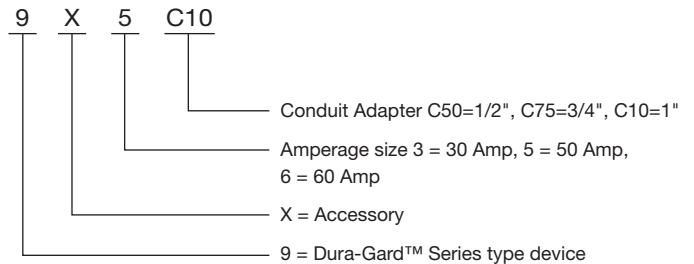 9 X 5 C10
Conduit Adapter C50=1/2", C75=3/4", C10=1"
Amperage size 3 = 30 Amp, 5 = 50 Amp,
6 = 60 Amp
X = Accessory
9 = Dura-Gard™ Series type device